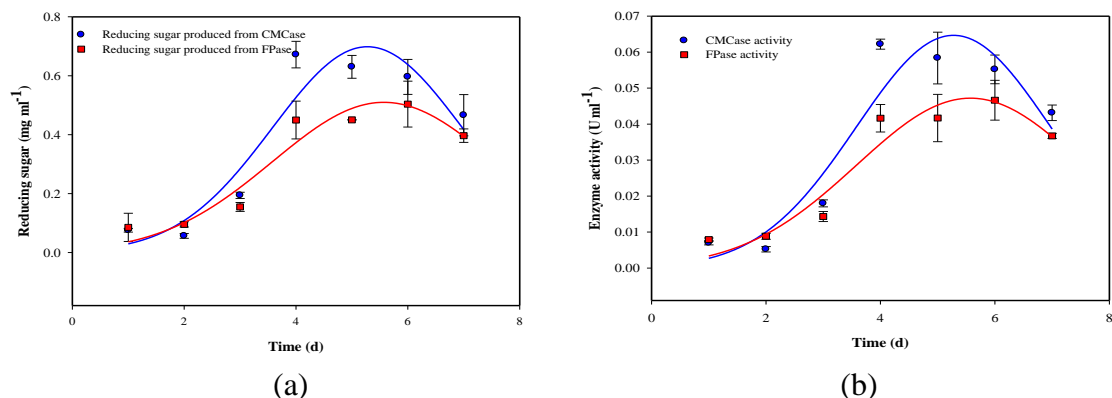 0.8
0.6
0.4
0.2
0.0
Reducing sugar (mg ml-1)
Reducing sugar produced from CMCase
Reducing sugar produced from FPase
0 2 4 6 8
Time (d)
(a)
0.07
0.06
0.05
0.04
0.03
0.02
0.01
0.00
Enzyme activity (U ml-1)
CMCase activity
FPase activity
0 2 4 6 8
Time (d)
(b)